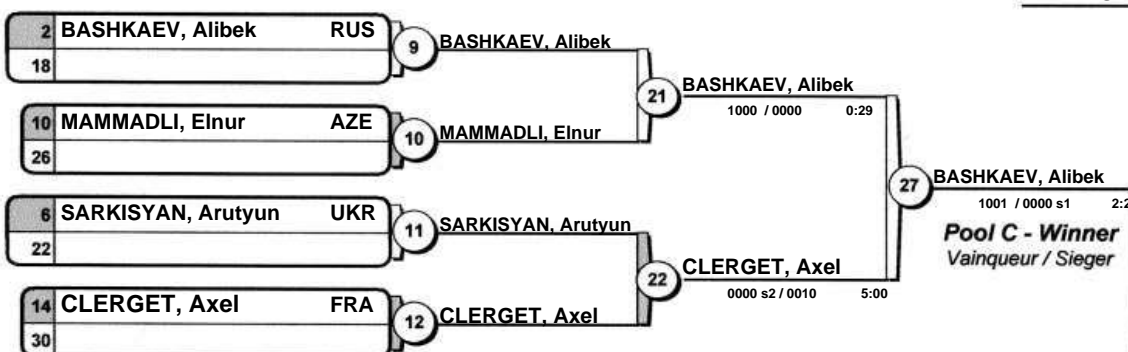 2 BASHKAEV, Alibek RUS
18
9
BASHKAEV, Alibek
10 MAMMADLI, Elnur AZE
26
10
MAMMADLI, Elnur
21
BASHKAEV, Alibek
1000 / 0000 0:29
6 SARKISYAN, Arutyun UKR
22
11
SARKISYAN, Arutyun
14 CLERGET, Axel FRA
30
12
CLERGET, Axel
22
CLERGET, Axel
0000 s2 / 0010 5:00
27
BASHKAEV, Alibek
1001 / 0000 s1
Pool C - Winner
Vainqueur / Sieger